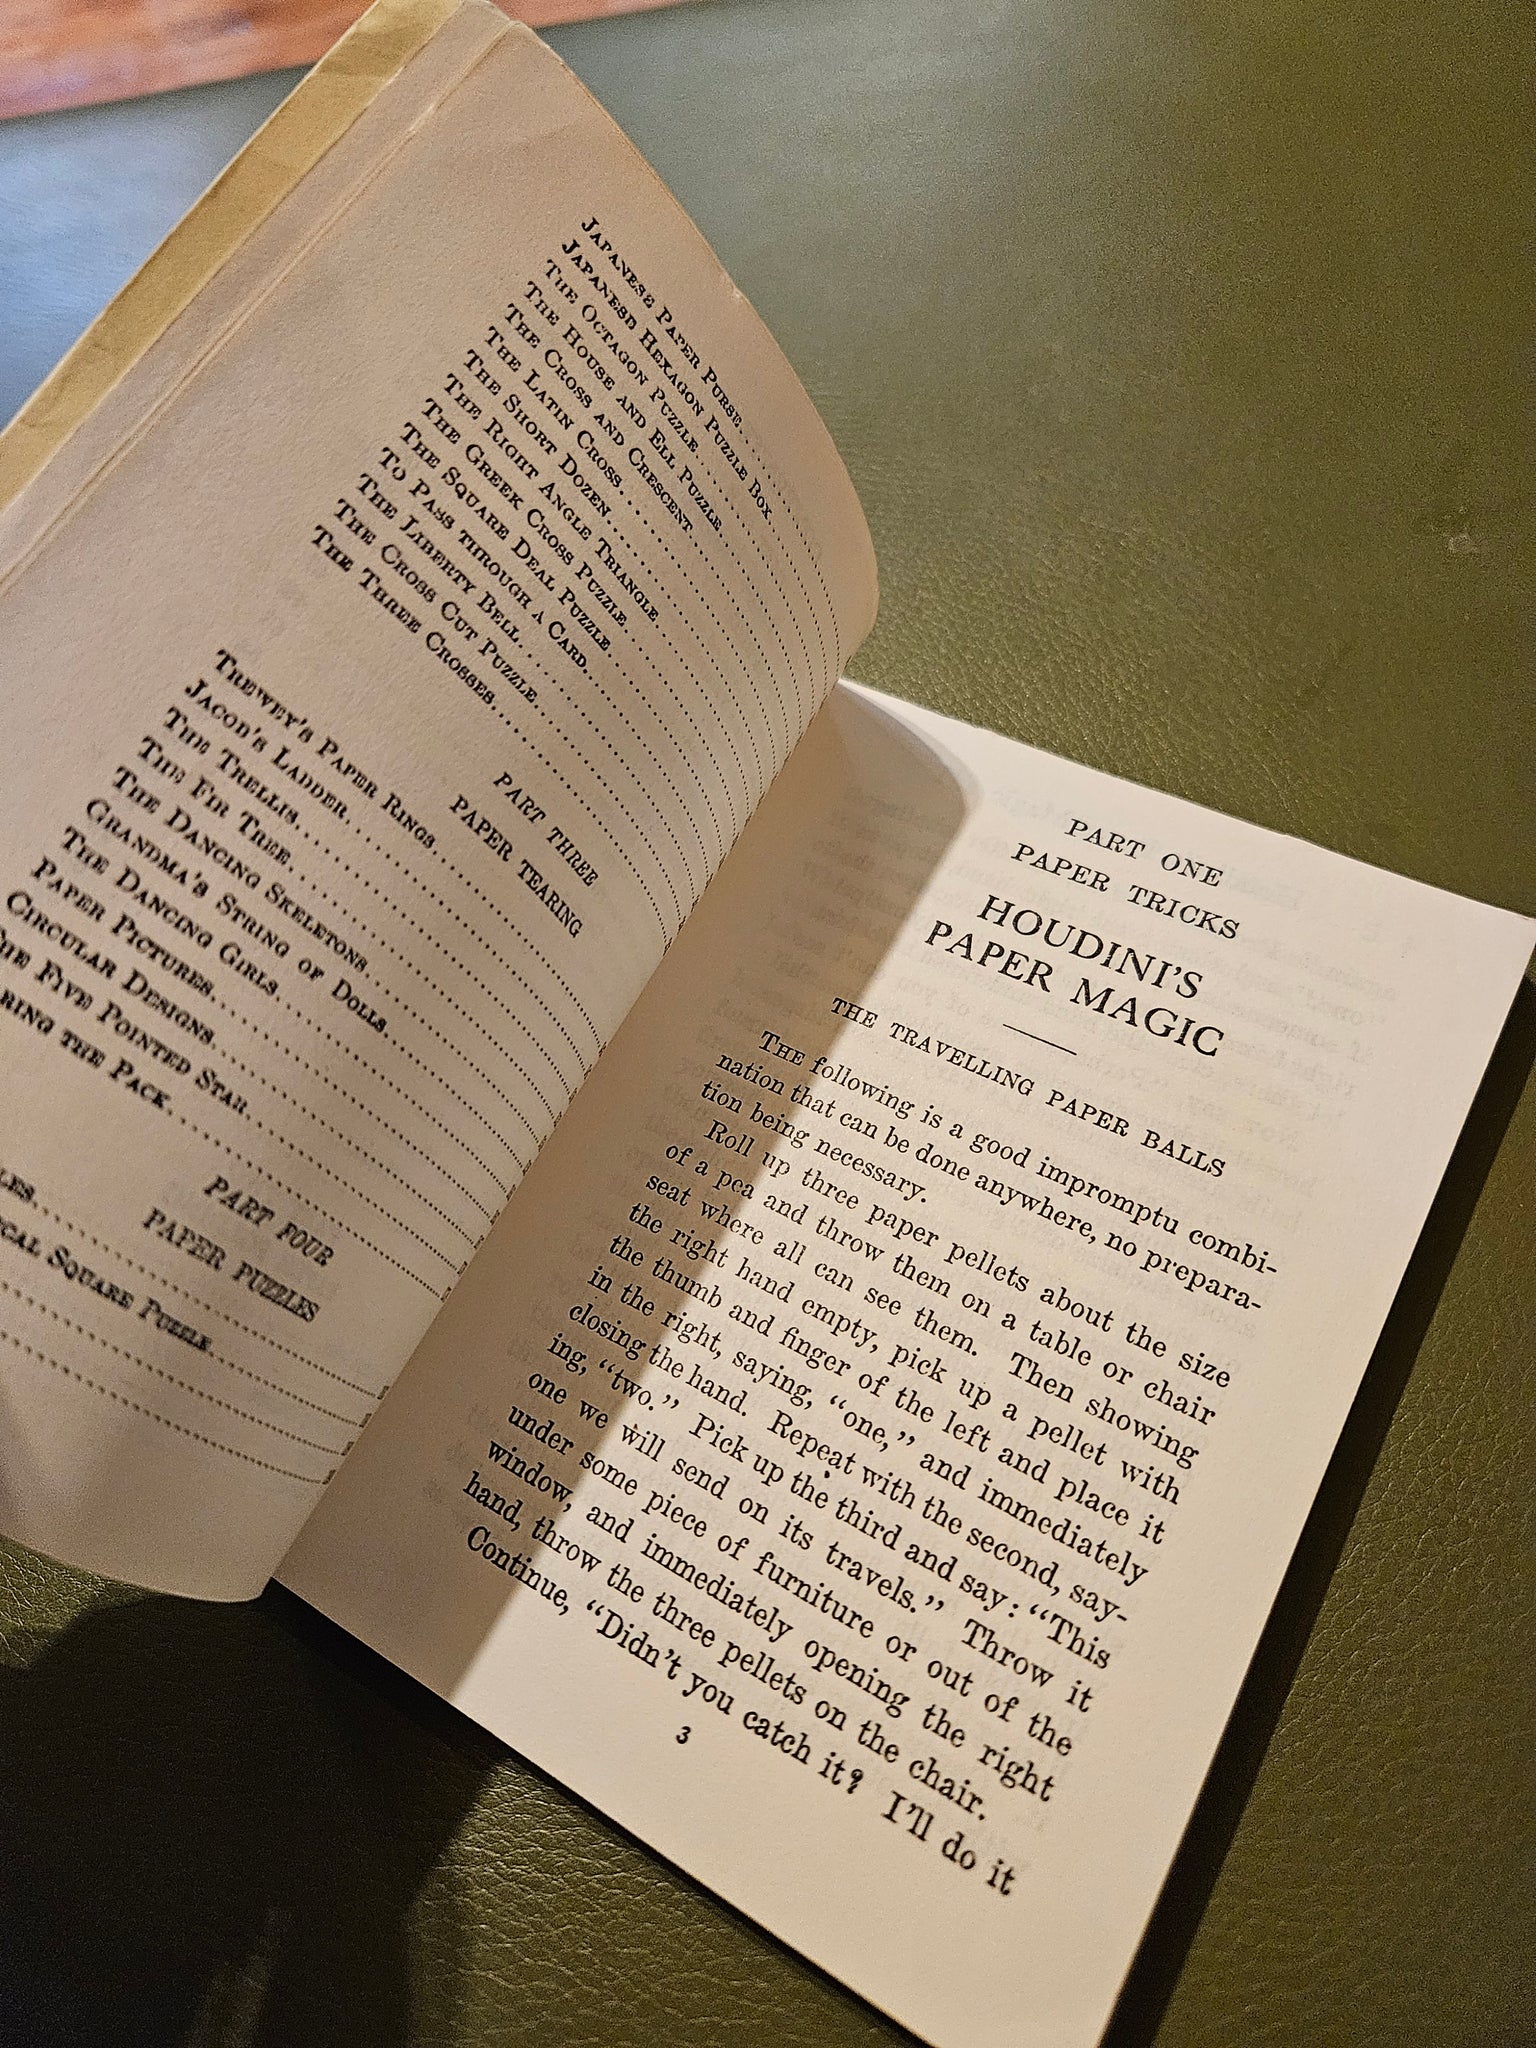 Japanese Paper Purse
Japanese Hexagon Puzzle Box
The Octagon Puzzle
The House and Ell Puzzle
The Cross and Crescent
The Latin Cross
The Short Dozen
The Right Angle Triangle
The Greek Cross Puzzle
The Square Deal Puzzle
To Pass through a Card
The Liberty Bell
The Cross Cut Puzzle
The Three Crosses
PART THREE
PAPER TEARING
Trewey's Paper Rings
Jacob's Ladder
The Trellis
The Fir Tree
The Dancing Skeletons
Grandma's String of Dolls
The Dancing Girls
Paper Pictures
Circular Designs
The Five Pointed Star
the Pack
PART FOUR
PAPER PUZZLES
Square Puzzle
PART ONE
PAPER TRICKS
HOUDINI'S
PAPER MAGIC
THE TRAVELLING PAPER BALLS
The following is a good impromptu combi-
nation that can be done anywhere, no prepara-
tion being necessary.
Roll up three paper pellets about the size
of a pea and throw them on a table or chair
seat where all can see them. Then showing
the right hand empty, pick up a pellet with
the thumb and finger of the left and place it
in the right, saying, "one," and immediately
closing the hand. Repeat with the second, say-
ing, "two." Pick up the third and say: "This
one we will send on its travels." Throw it
under some piece of furniture or out of the
window, and immediately opening the right
hand, throw the three pellets on the chair.
Continue, "Didn't you catch it? I'll do it
3